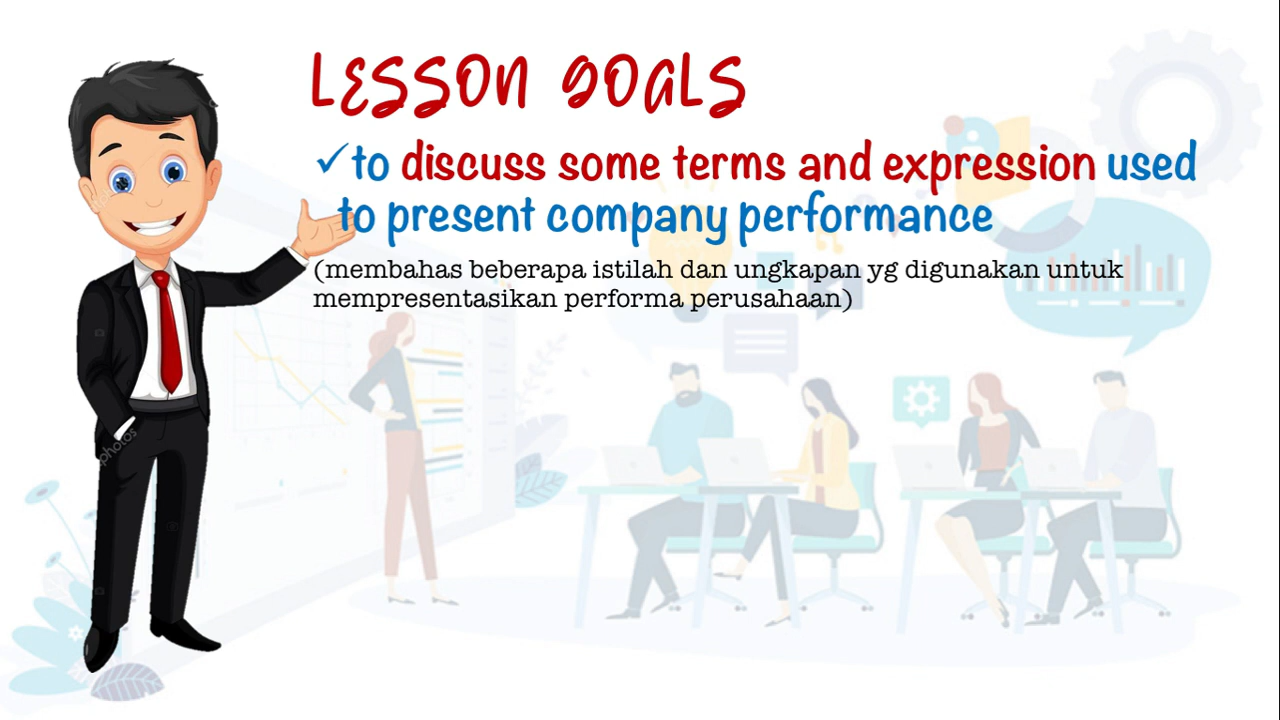 LESSON GOALS
✓to discuss some terms and expression used
to present company performance
(membahas beberapa istilah dan ungkapan yg digunakan untuk
mempresentasikan performa perusahaan)
photos